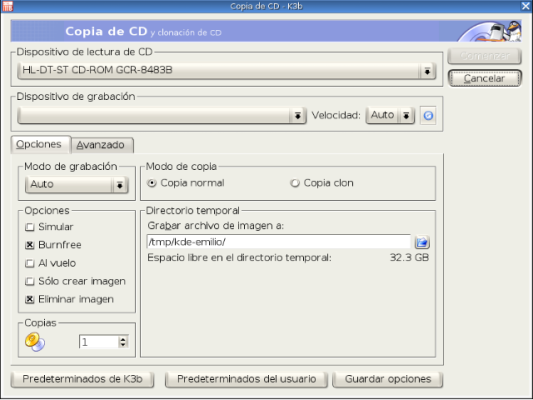 Copia de CD - K3b
Copia de CD y clonación de CD
Dispositivo de lectura de CD
HL-DT-ST CD-ROM GCR-8483B
Cancelar
Dispositivo de grabación
Velocidad: Auto
Opciones Avanzado
Modo de grabación
Auto
Modo de copia
Copia normal Copia clon
Opciones
Simular
Burnfree
Al vuelo
Sólo crear imagen
Eliminar imagen
Directorio temporal
Grabar archivo de imagen a:
/tmp/kde-emilio/
Espacio libre en el directorio temporal: 32.3 GB
Copias
1
Predeterminados de K3b Predeterminados del usuario Guardar opciones